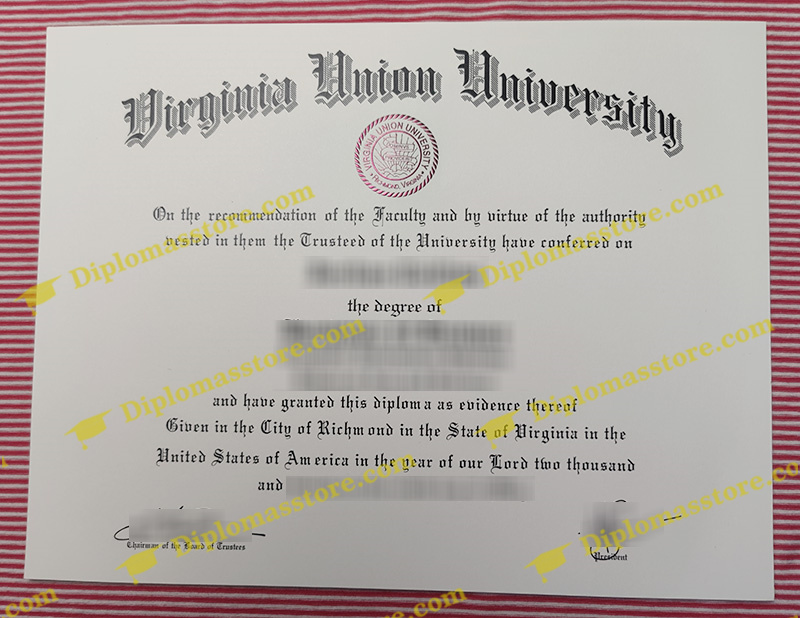 Virginia Union University
VIRGINIA UNION UNIVERSITY
RICHMOND, VIRGINIA
On the recommendation of the Faculty and by virtue of the authority
vested in them the Trusteed of the University have conferred on
the degree of
and have granted this diploma as evidence thereof
Given in the City of Richmond in the State of Virginia in the
United States of America in the year of our Lord two thousand
and
Chairman of the Board of Trustees
President
Diplomasstore.com
Diplomasstore.com
Diplomasstore.com
Diplomasstore.com
Diplomasstore.com
Diplomasstore.com